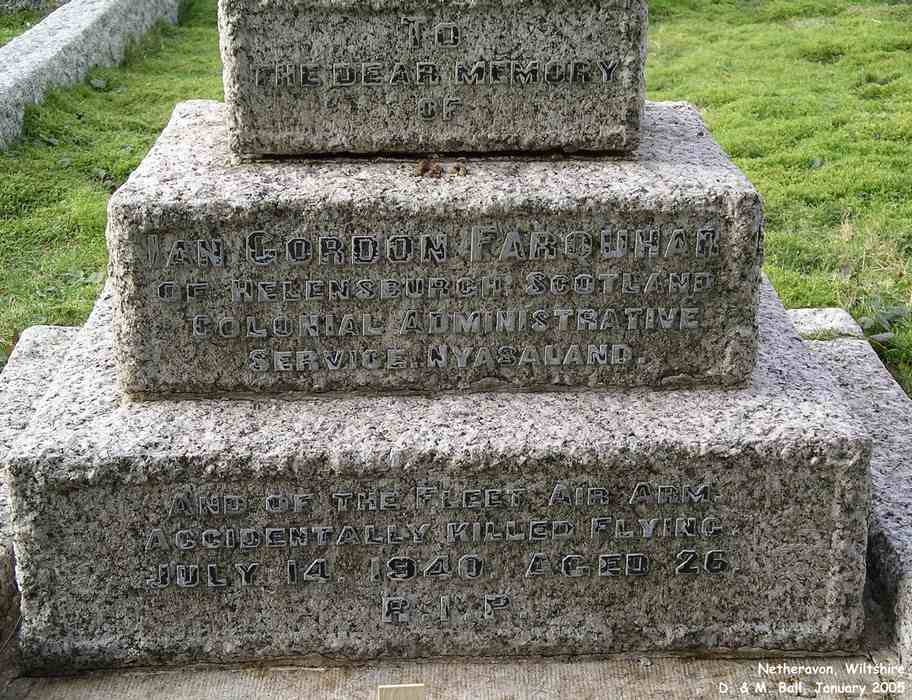 TO
THE DEAR MEMORY
OF
IAN GORDON FARQUHAR
OF HELENSBURGH SCOTLAND
COLONIAL ADMINISTRATIVE
SERVICE NYASALAND.
AND OF THE FLEET AIR ARM.
ACCIDENTALLY KILLED FLYING.
JULY 14 1940 AGED 26.
R.I.P.
Netheravon, Wiltshire
D. & M. Ball, January 2005